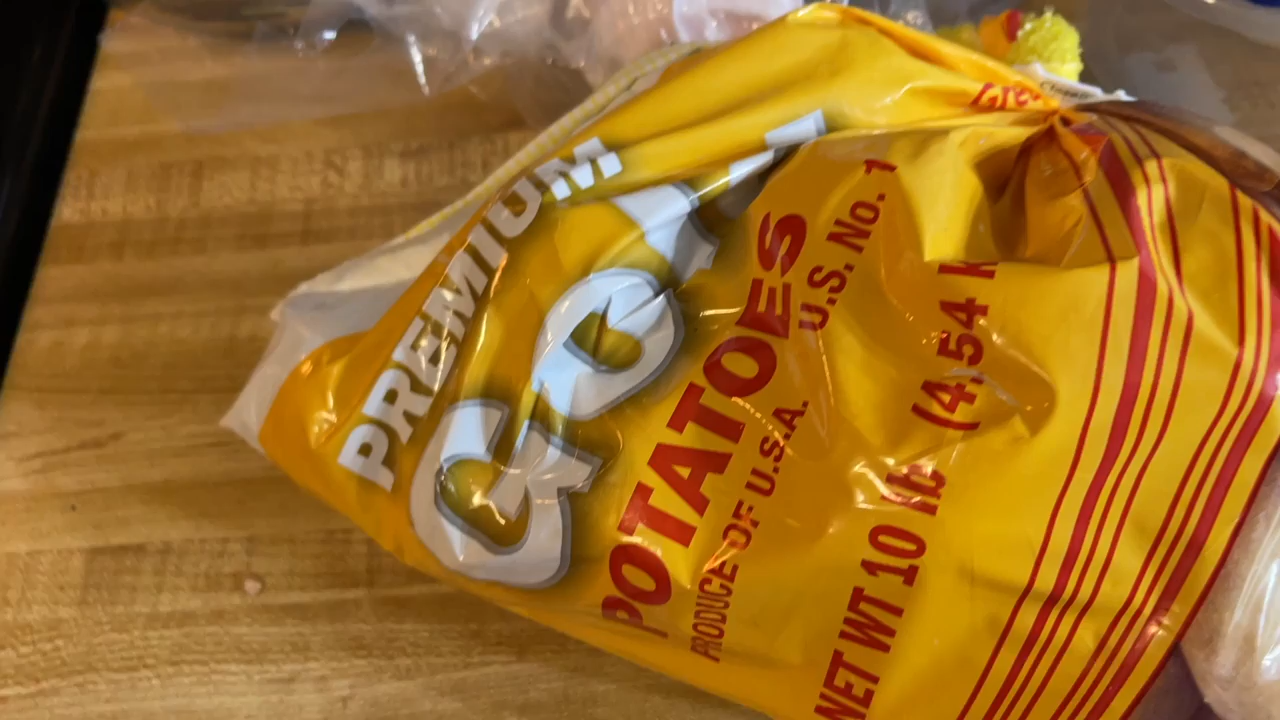 PREMIUM
POTATOES
PRODUCE OF U.S.A.
U.S. No. 1
NET WT 10 lb (4.54 k